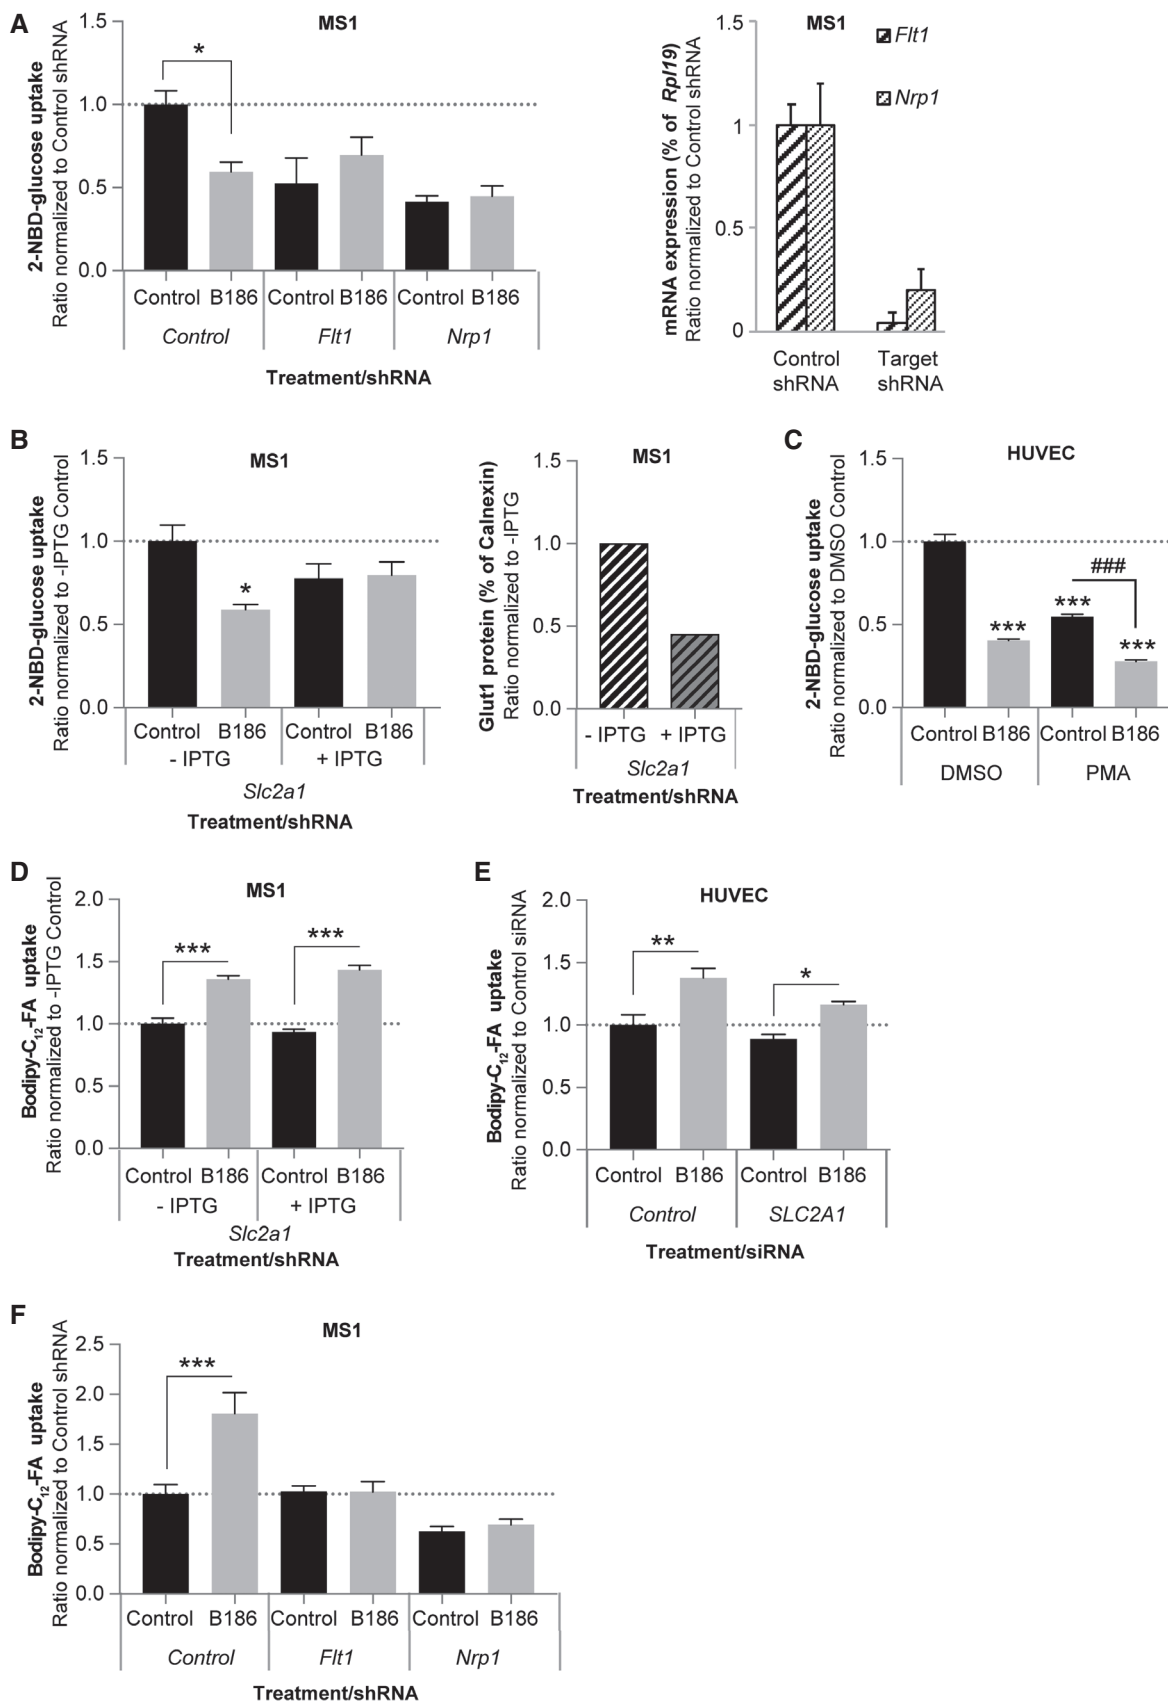 A
MS1
2-NBD-glucose uptake
Ratio normalized to Control shRNA
1.5
1.0
0.5
0.0
*
Control B186 Control B186 Control B186
Control Flt1 Nrp1
Treatment/shRNA
MS1
mRNA expression (% of Rpl19)
Ratio normalized to Control shRNA
1.5
1
0.5
0
Flt1
Nrp1
Control Target
shRNA shRNA
B
MS1
2-NBD-glucose uptake
Ratio normalized to -IPTG Control
1.5
1.0
0.5
0.0
*
Control B186 Control B186
- IPTG + IPTG
Slc2a1
Treatment/shRNA
MS1
Glut1 protein (% of Calnexin)
Ratio normalized to -IPTG
1.5
1.0
0.5
0.0
- IPTG + IPTG
Slc2a1
Treatment/shRNA
C
HUVEC
2-NBD-glucose uptake
Ratio normalized to DMSO Control
1.5
1.0
0.5
0.0
###
*** *** ***
Control B186 Control B186
DMSO PMA
D
MS1
Bodipy-C12-FA uptake
Ratio normalized to -IPTG Control
2.0
1.5
1.0
0.5
0.0
*** ***
Control B186 Control B186
- IPTG + IPTG
Slc2a1
Treatment/shRNA
E
HUVEC
Bodipy-C12-FA uptake
Ratio normalized to Control siRNA
2.0
1.5
1.0
0.5
0.0
** *
Control B186 Control B186
Control SLC2A1
Treatment/siRNA
F
MS1
Bodipy-C12-FA uptake
Ratio normalized to Control shRNA
2.5
2.0
1.5
1.0
0.5
0.0
***
Control B186 Control B186 Control B186
Control Flt1 Nrp1
Treatment/shRNA